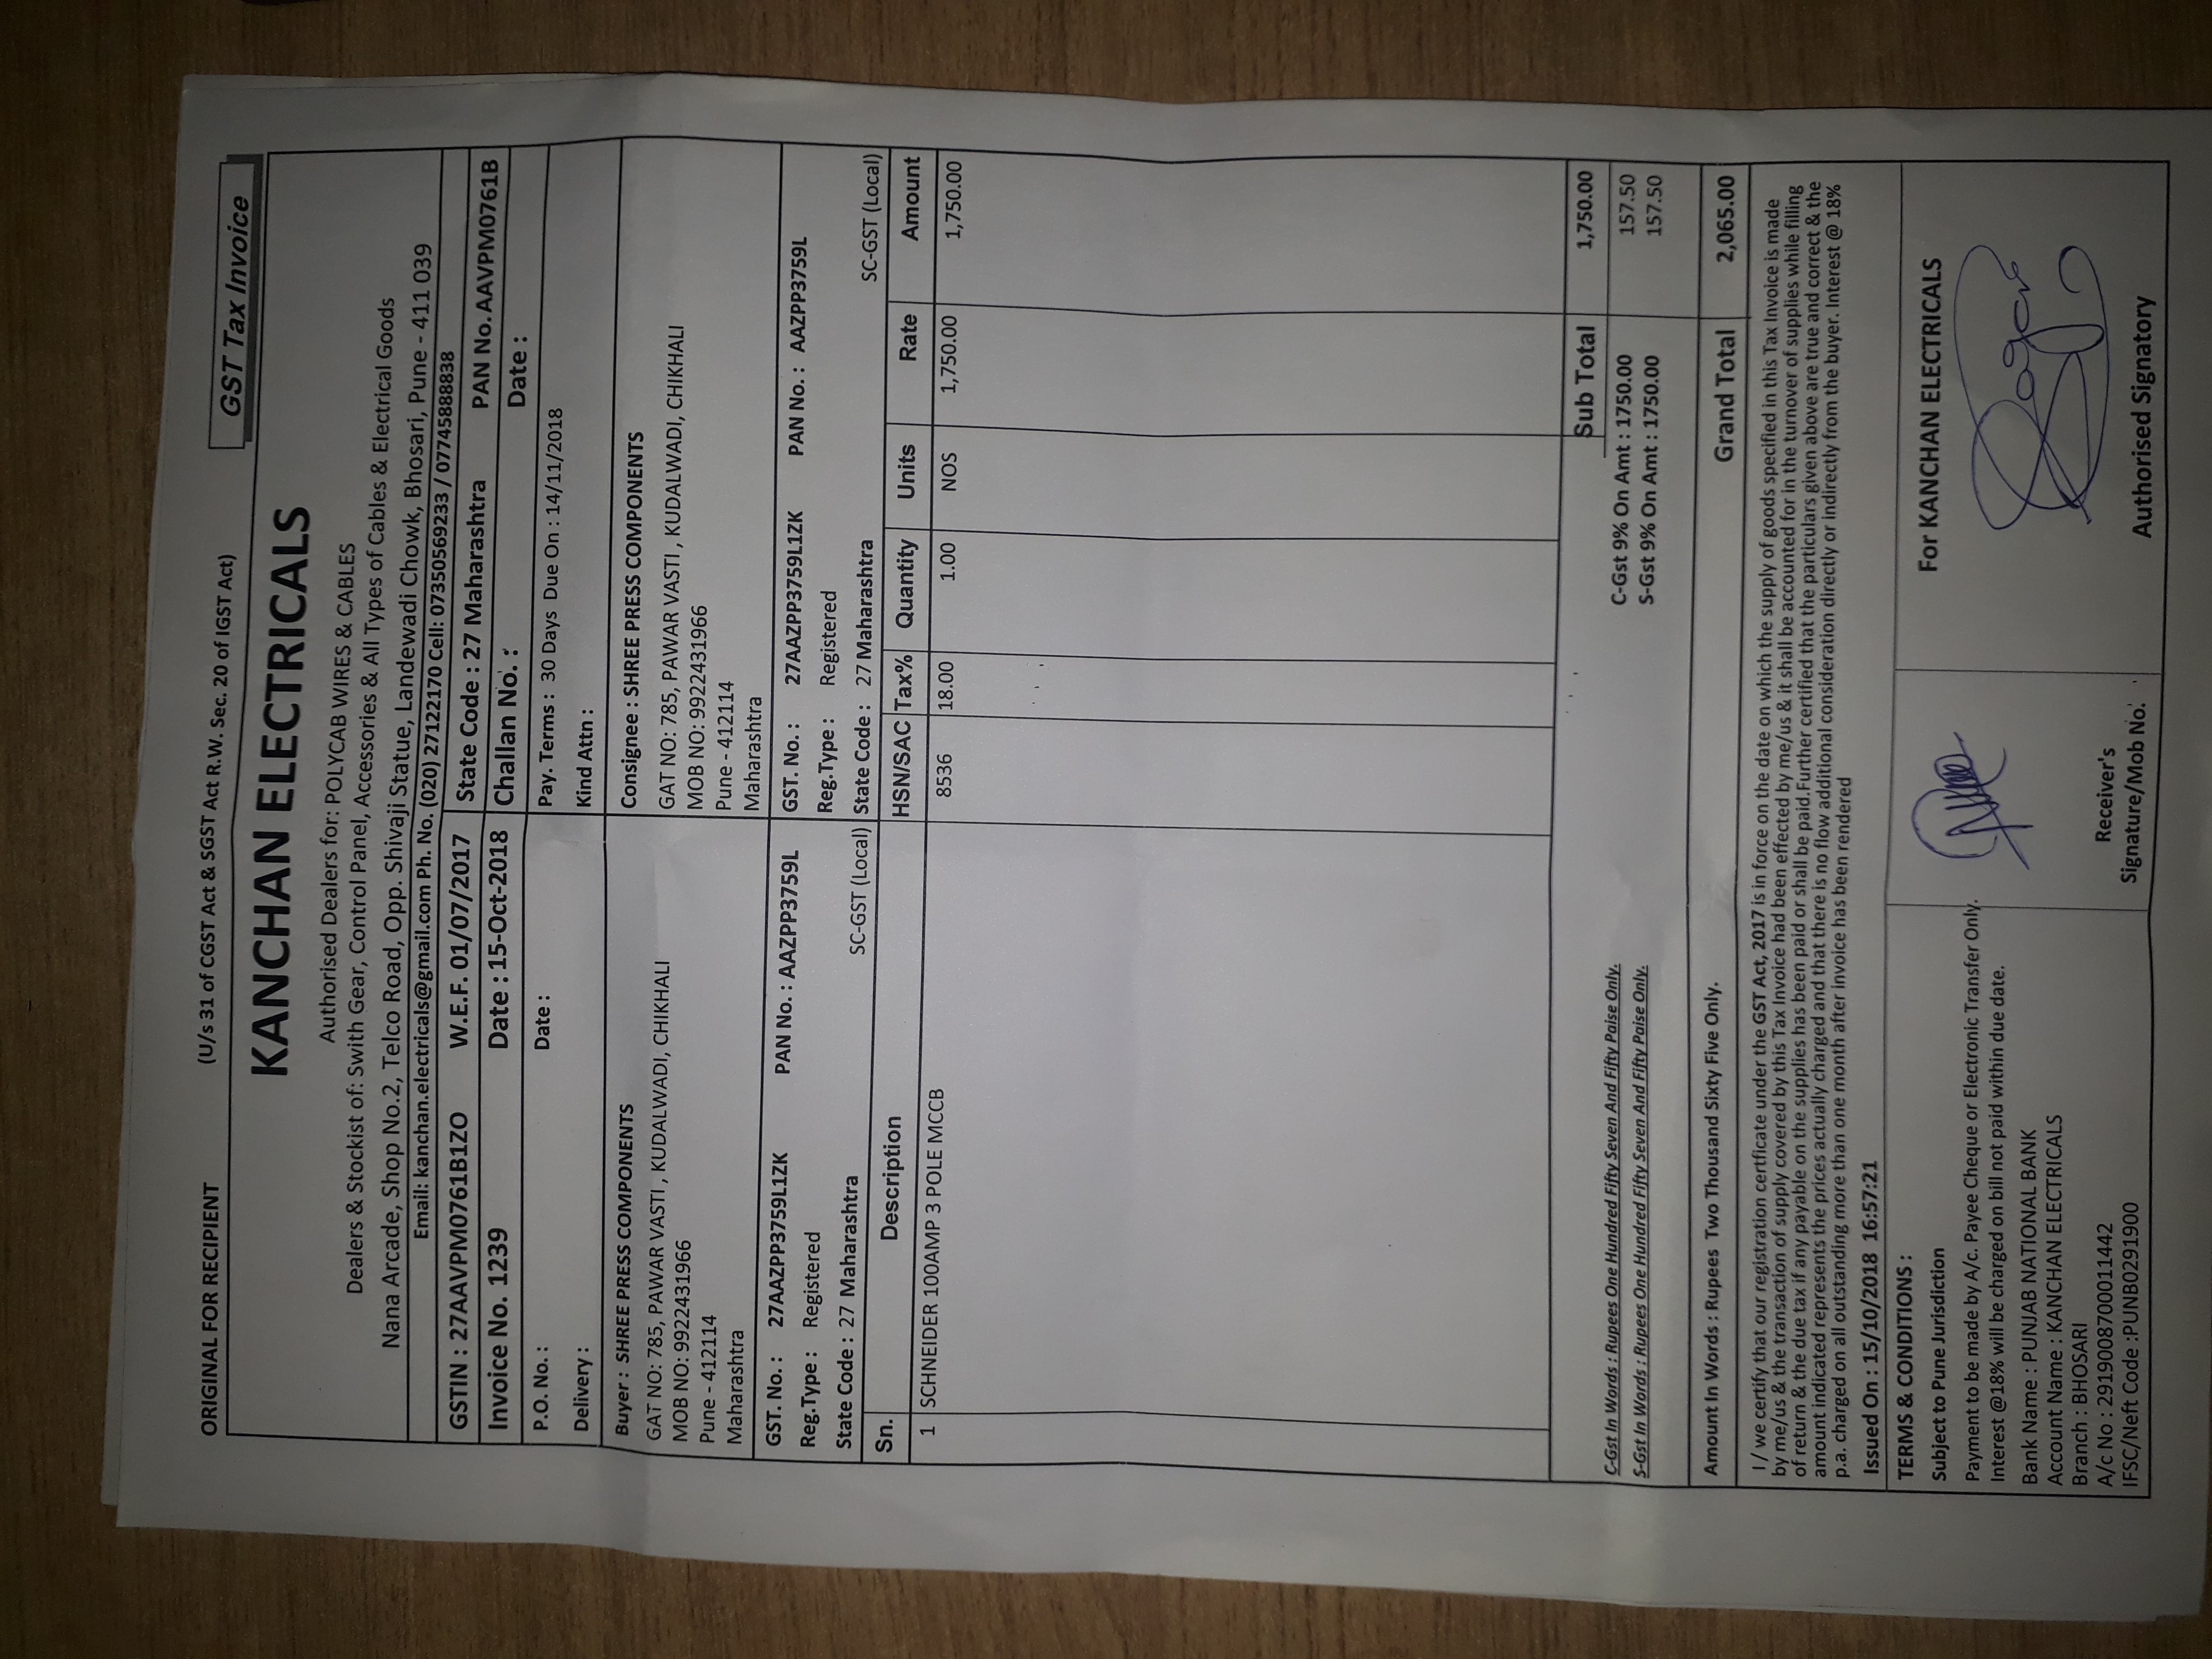 ORIGINAL FOR RECIPIENT (U/s 31 of CGST Act & SGST Act R.W. Sec. 20 of IGST Act) GST Tax Invoice
KANCHAN ELECTRICALS
Authorised Dealers for: POLYCAB WIRES & CABLES
Dealers & Stockist of: Swith Gear, Control Panel, Accessories & All Types of Cables & Electrical Goods
Nana Arcade, Shop No.2, Telco Road, Opp. Shivaji Statue, Landewadi Chowk, Bhosari, Pune - 411 039
Email: kanchan.electricals@gmail.com Ph. No. (020) 27122170 Cell: 07350569233 / 07745888838
GSTIN : 27AAVPM0761B1ZO W.E.F. 01/07/2017 State Code : 27 Maharashtra PAN No. AAVPM0761B
Invoice No. 1239 Date : 15-Oct-2018 Challan No. : Date :
P.O. No. : Date : Pay. Terms : 30 Days Due On : 14/11/2018
Delivery : Kind Attn :
Buyer : SHREE PRESS COMPONENTS
GAT NO: 785, PAWAR VASTI , KUDALWADI, CHIKHALI
MOB NO: 9922431966
Pune - 412114
Maharashtra
GST. No. : 27AAZPP3759L1ZK PAN No. : AAZPP3759L
Reg.Type : Registered
State Code : 27 Maharashtra SC-GST (Local)
Consignee : SHREE PRESS COMPONENTS
GAT NO: 785, PAWAR VASTI , KUDALWADI, CHIKHALI
MOB NO: 9922431966
Pune - 412114
Maharashtra
GST. No. : 27AAZPP3759L1ZK PAN No. : AAZPP3759L
Reg.Type : Registered
State Code : 27 Maharashtra SC-GST (Local)
Sn. Description HSN/SAC Tax% Quantity Units Rate Amount
1 SCHNEIDER 100AMP 3 POLE MCCB 8536 18.00 1.00 NOS 1,750.00 1,750.00
Sub Total 1,750.00
C-Gst In Words : Rupees One Hundred Fifty Seven And Fifty Paise Only. C-Gst 9% On Amt : 1750.00 157.50
S-Gst In Words : Rupees One Hundred Fifty Seven And Fifty Paise Only. S-Gst 9% On Amt : 1750.00 157.50
Amount In Words : Rupees Two Thousand Sixty Five Only. Grand Total 2,065.00
I / we certify that our registration certficate under the GST Act, 2017 is in force on the date on which the supply of goods specified in this Tax Invoice is made
by me/us & the transaction of supply covered by this Tax Invoice had been effected by me/us & it shall be accounted for in the turnover of supplies while filling
of return & the due tax if any payable on the supplies has been paid or shall be paid.Further certified that the particulars given above are true and correct & the
amount indicated represents the prices actually charged and that there is no flow additional consideration directly or indirectly from the buyer. Interest @ 18%
p.a. charged on all outstanding more than one month after invoice has been rendered
Issued On : 15/10/2018 16:57:21
TERMS & CONDITIONS :
Subject to Pune Jurisdiction
Payment to be made by A/c. Payee Cheque or Electronic Transfer Only.
Interest @18% will be charged on bill not paid within due date.
Bank Name : PUNJAB NATIONAL BANK
Account Name : KANCHAN ELECTRICALS
Branch : BHOSARI
A/c No : 2919008700011442
IFSC/Neft Code :PUNB0291900
Receiver's
Signature/Mob No.
For KANCHAN ELECTRICALS
Authorised Signatory